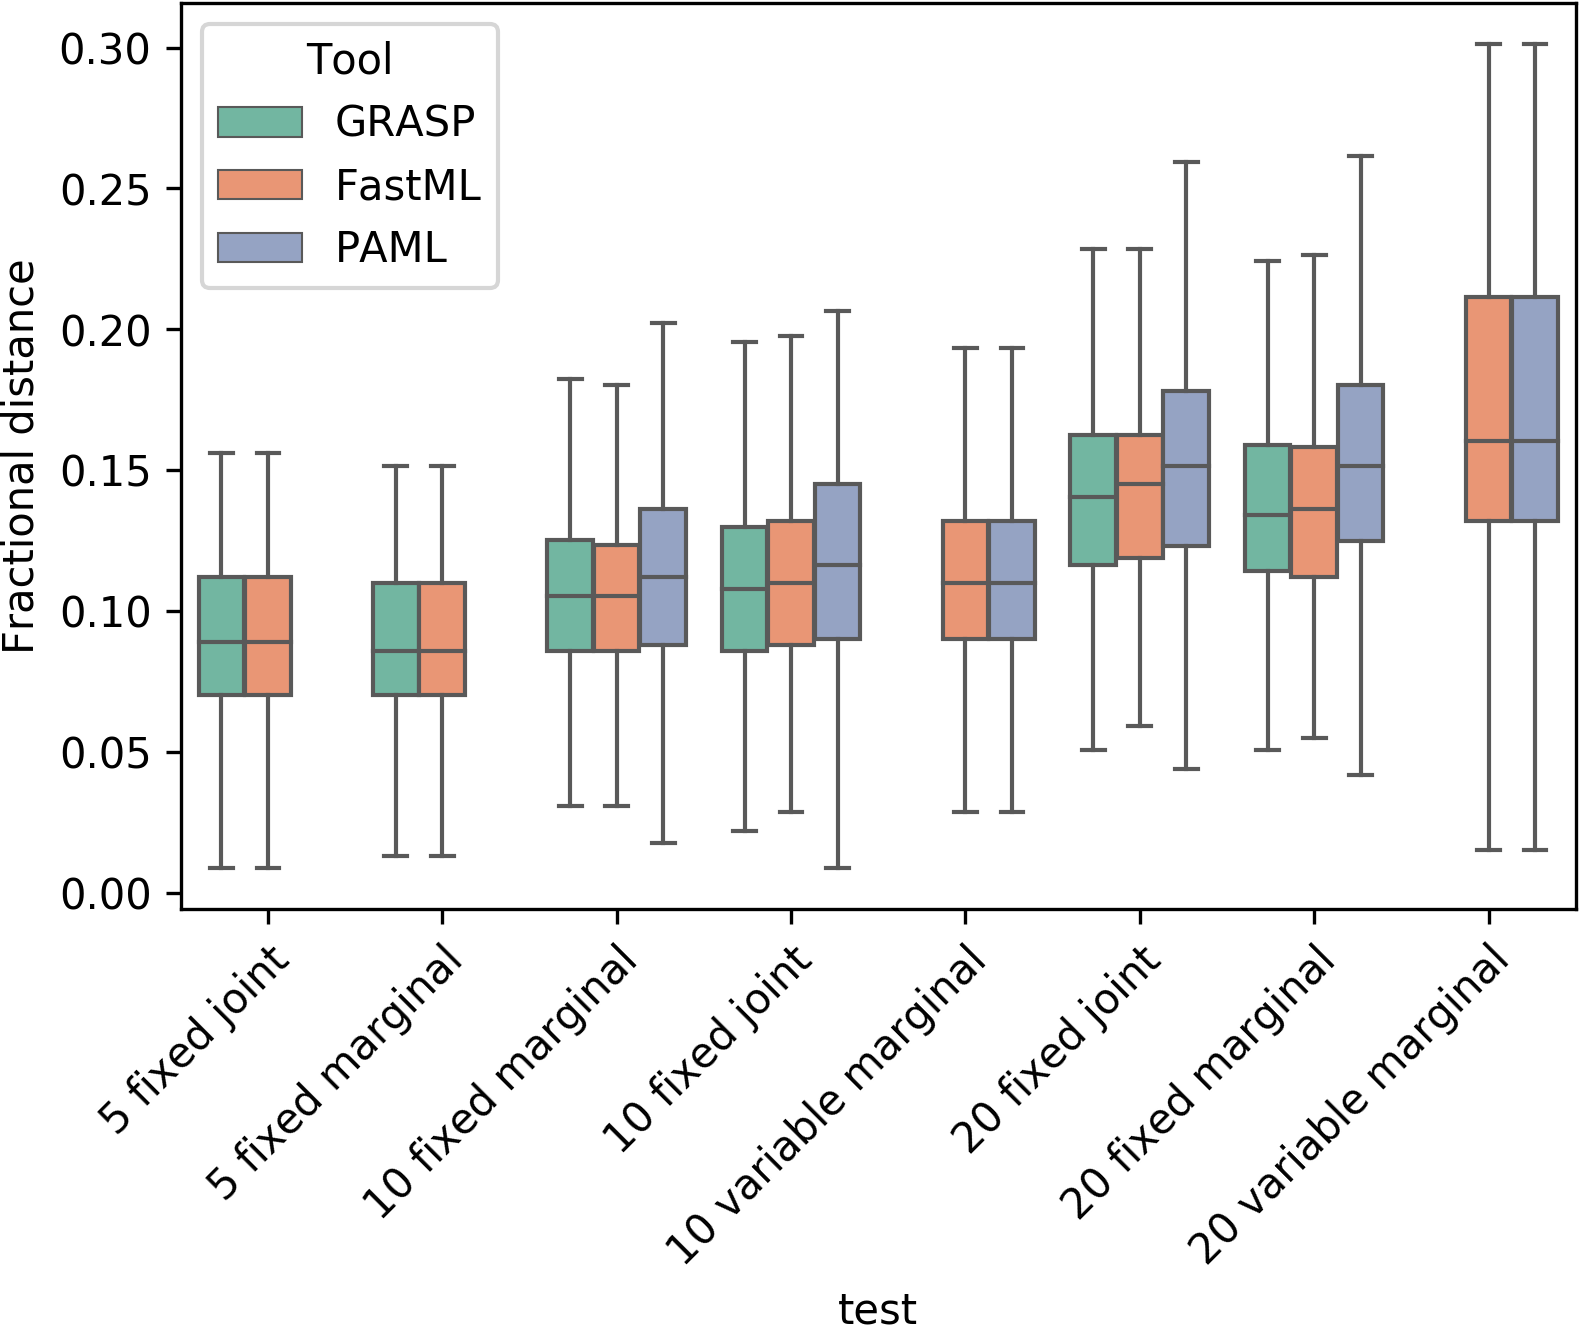 Tool
GRASP
FastML
PAML
Fractional distance
0.30
0.25
0.20
0.15
0.10
0.05
0.00
5 fixed joint
5 fixed marginal
10 fixed marginal
10 fixed joint
10 variable marginal
20 fixed joint
20 fixed marginal
20 variable marginal
test